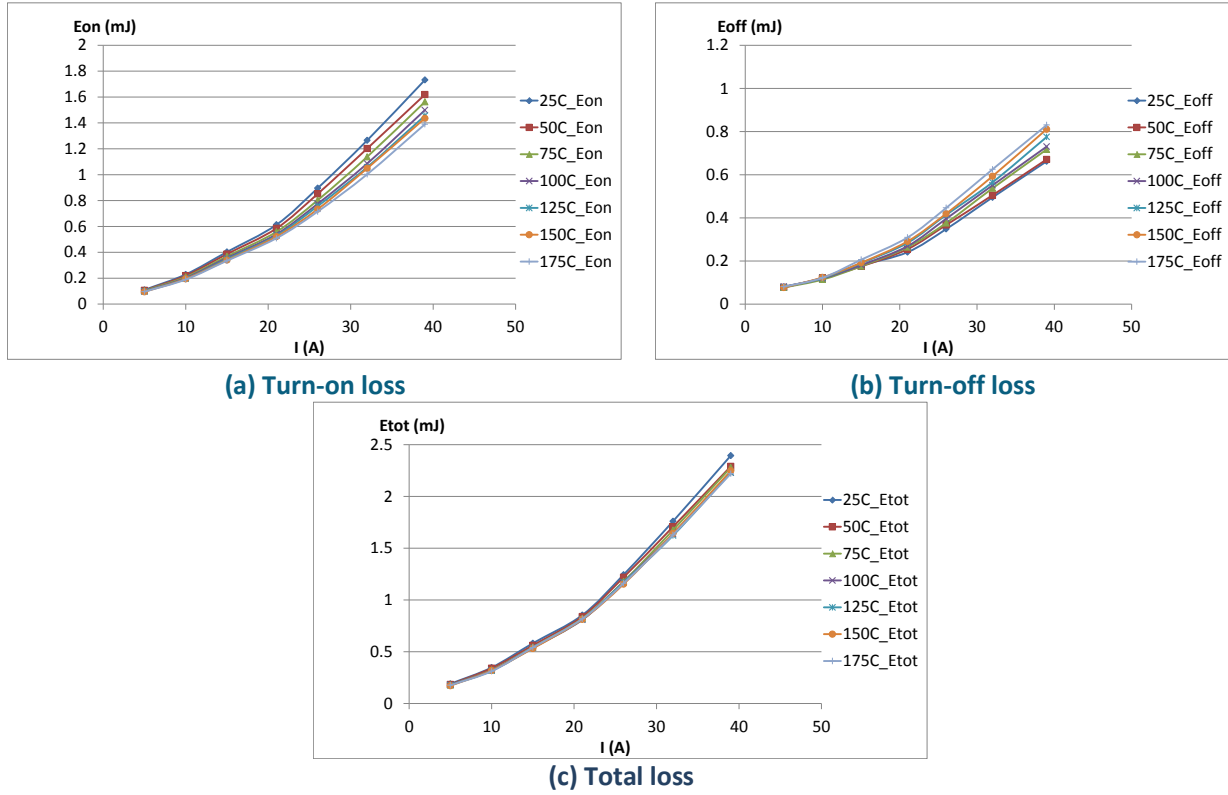 Eon (mJ)
2
1.8
1.6
1.4
1.2
1
0.8
0.6
0.4
0.2
0
0 10 20 30 40 50
I (A)
25C_Eon
50C_Eon
75C_Eon
100C_Eon
125C_Eon
150C_Eon
175C_Eon
(a) Turn-on loss
Eoff (mJ)
1.2
1
0.8
0.6
0.4
0.2
0
0 10 20 30 40 50
I (A)
25C_Eoff
50C_Eoff
75C_Eoff
100C_Eoff
125C_Eoff
150C_Eoff
175C_Eoff
(b) Turn-off loss
Etot (mJ)
2.5
2
1.5
1
0.5
0
0 10 20 30 40 50
I (A)
25C_Etot
50C_Etot
75C_Etot
100C_Etot
125C_Etot
150C_Etot
175C_Etot
(c) Total loss